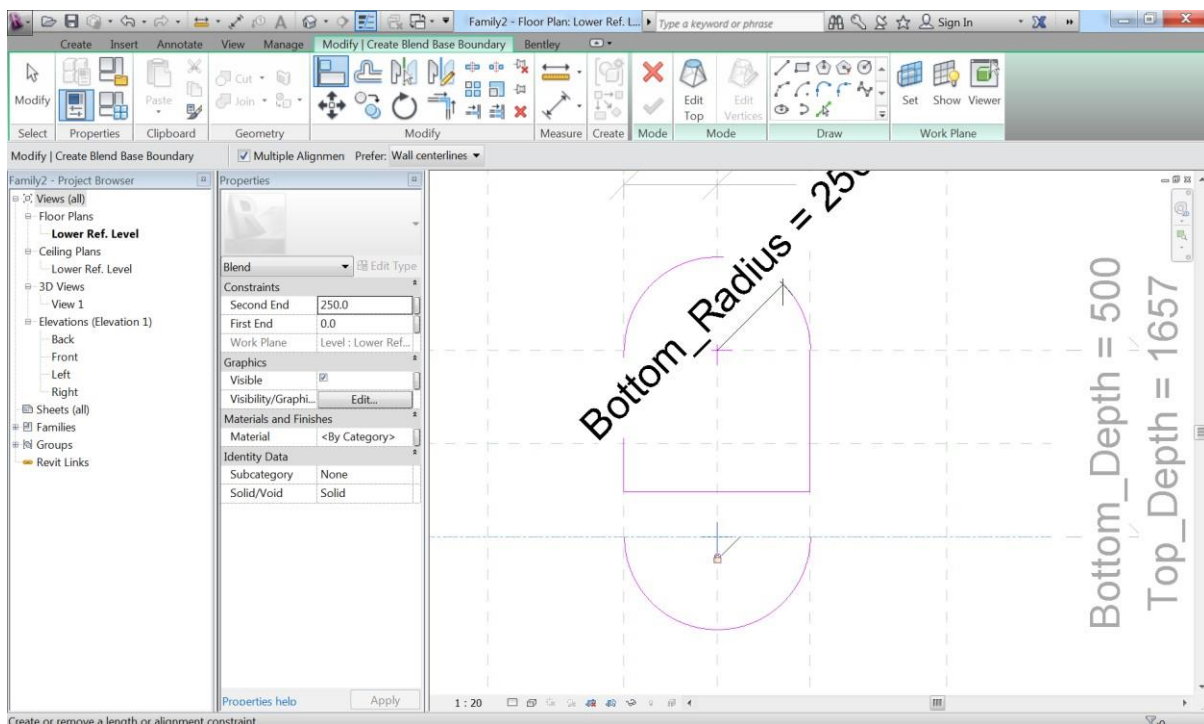 Family2 - Floor Plan: Lower Ref. L...
Type a keyword or phrase
Sign In
Create Insert Annotate View Manage Modify | Create Blend Base Boundary Bentley
Modify
Paste
Cut
Join
Edit Top
Edit Vertices
Set Show Viewer
Select Properties Clipboard Geometry Modify Measure Create Mode Mode Draw Work Plane
Modify | Create Blend Base Boundary
Multiple Alignmen Prefer: Wall centerlines
Family2 - Project Browser
Views (all)
Floor Plans
Lower Ref. Level
Ceiling Plans
Lower Ref. Level
3D Views
View 1
Elevations (Elevation 1)
Back
Front
Left
Right
Sheets (all)
Families
Groups
Revit Links
Properties
Blend
Edit Type
Constraints
Second End 250.0
First End 0.0
Work Plane Level : Lower Ref...
Graphics
Visible
Visibility/Graphi... Edit...
Materials and Finishes
Material <By Category>
Identity Data
Subcategory None
Solid/Void Solid
Properties help
Apply
Bottom_Radius = 250
Bottom_Depth = 500
Top_Depth = 1657
1 : 20
Create or remove a length or alignment constraint
:0